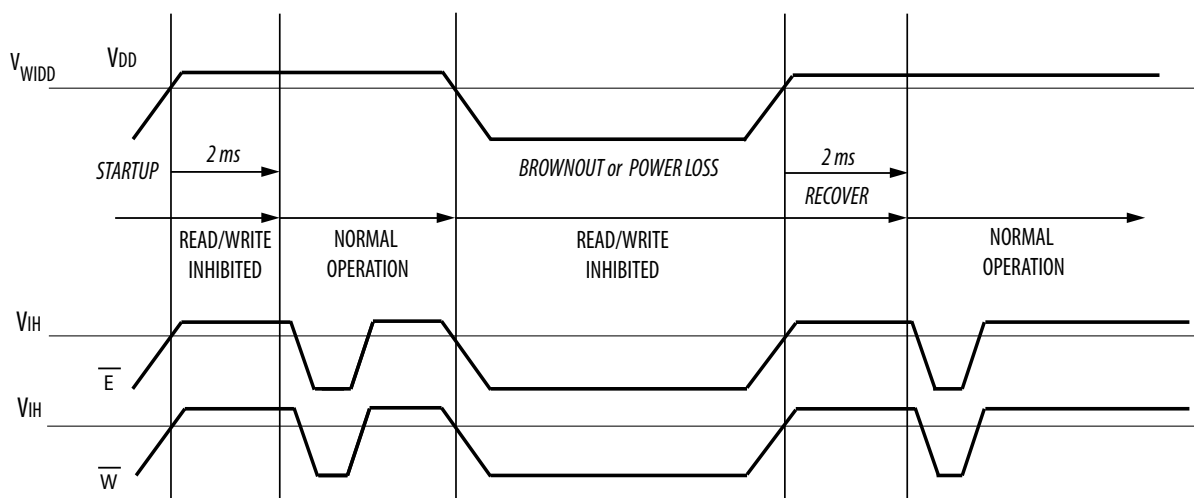 VWIDD VDD
STARTUP 2 ms BROWNOUT or POWER LOSS 2 ms
RECOVER
READ/WRITE
INHIBITED
NORMAL
OPERATION
READ/WRITE
INHIBITED
NORMAL
OPERATION
VIH
E
VIH
W